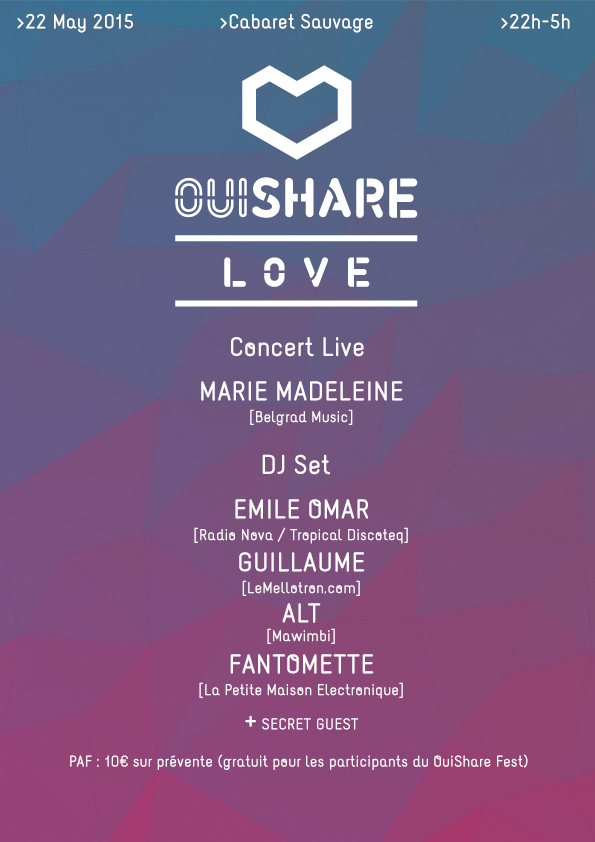 >22 May 2015 >Cabaret Sauvage >22h-5h
OUISHARE
LOVE
Concert Live
MARIE MADELEINE
[Belgrad Music]
DJ Set
EMILE OMAR
[Radio Nova / Tropical Discoteq]
GUILLAUME
[LeMellotron.com]
ALT
[Mawimbi]
FANTOMETTE
[La Petite Maison Electronique]
+ SECRET GUEST
PAF : 10€ sur prévente (gratuit pour les participants du OuiShare Fest)